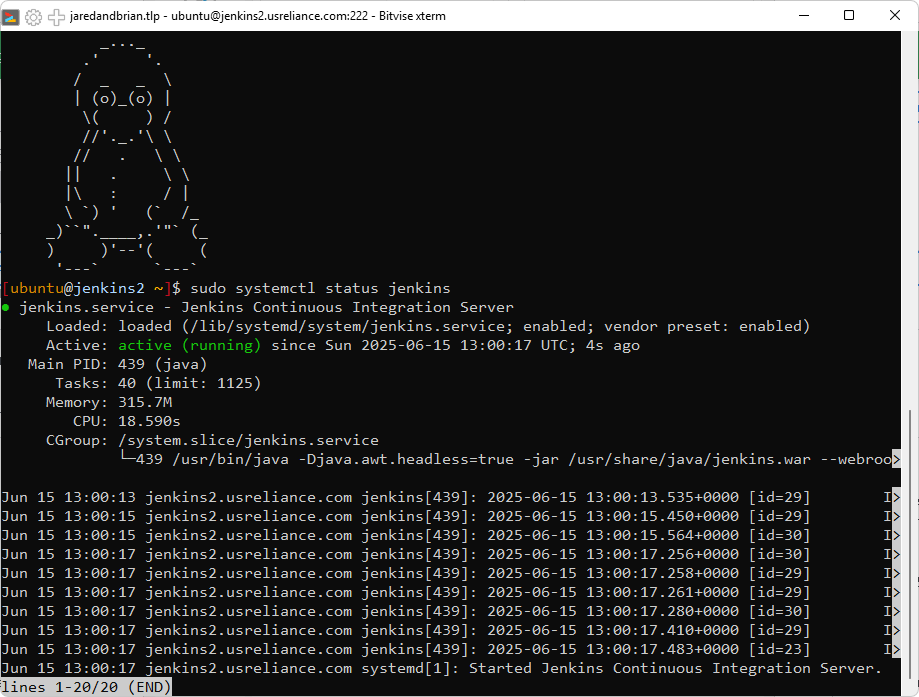 jaredandbrian.tlp - ubuntu@jenkins2.usreliance.com:222 - Bitvise xterm
[ubuntu@jenkins2 ~]$ sudo systemctl status jenkins
● jenkins.service - Jenkins Continuous Integration Server
Loaded: loaded (/lib/systemd/system/jenkins.service; enabled; vendor preset: enabled)
Active: active (running) since Sun 2025-06-15 13:00:17 UTC; 4s ago
Main PID: 439 (java)
Tasks: 40 (limit: 1125)
Memory: 315.7M
CPU: 18.590s
CGroup: /system.slice/jenkins.service
└─439 /usr/bin/java -Djava.awt.headless=true -jar /usr/share/java/jenkins.war --webroo>
Jun 15 13:00:13 jenkins2.usreliance.com jenkins[439]: 2025-06-15 13:00:13.535+0000 [id=29] I>
Jun 15 13:00:15 jenkins2.usreliance.com jenkins[439]: 2025-06-15 13:00:15.450+0000 [id=29] I>
Jun 15 13:00:15 jenkins2.usreliance.com jenkins[439]: 2025-06-15 13:00:15.564+0000 [id=30] I>
Jun 15 13:00:17 jenkins2.usreliance.com jenkins[439]: 2025-06-15 13:00:17.256+0000 [id=30] I>
Jun 15 13:00:17 jenkins2.usreliance.com jenkins[439]: 2025-06-15 13:00:17.258+0000 [id=29] I>
Jun 15 13:00:17 jenkins2.usreliance.com jenkins[439]: 2025-06-15 13:00:17.261+0000 [id=29] I>
Jun 15 13:00:17 jenkins2.usreliance.com jenkins[439]: 2025-06-15 13:00:17.280+0000 [id=30] I>
Jun 15 13:00:17 jenkins2.usreliance.com jenkins[439]: 2025-06-15 13:00:17.410+0000 [id=29] I>
Jun 15 13:00:17 jenkins2.usreliance.com jenkins[439]: 2025-06-15 13:00:17.483+0000 [id=23] I>
Jun 15 13:00:17 jenkins2.usreliance.com systemd[1]: Started Jenkins Continuous Integration Server.
lines 1-20/20 (END)